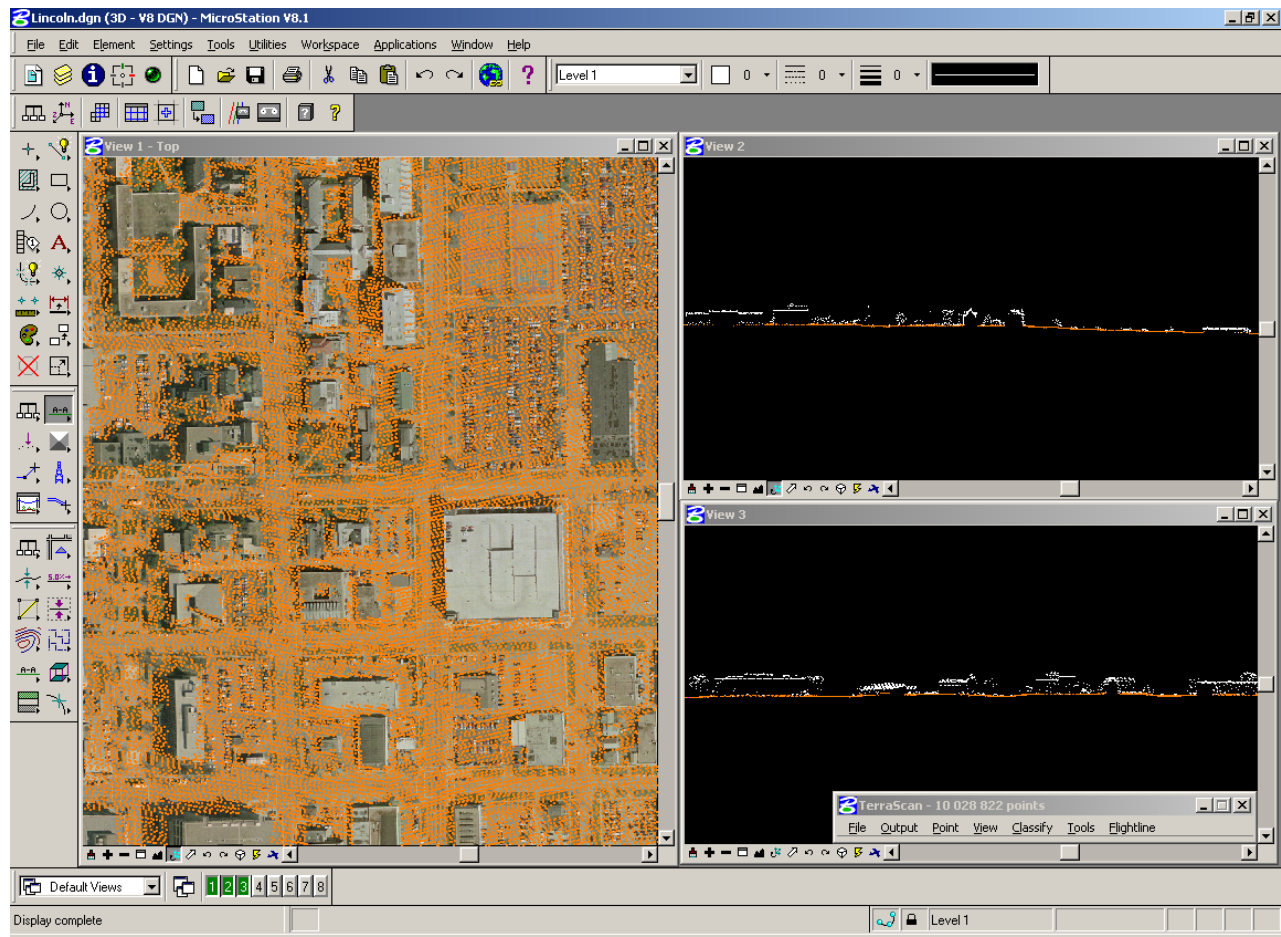 Lincoln.dgn (3D - V8 DGN) - MicroStation V8.1
File Edit Element Settings Tools Utilities Workspace Applications Window Help
Level 1 0 0 0
View 1 - Top
View 2
View 3
TerraScan - 10 028 822 points
File Output Point View Classify Tools Flightline
Default Views 1 2 3 4 5 6 7 8
Display complete Level 1